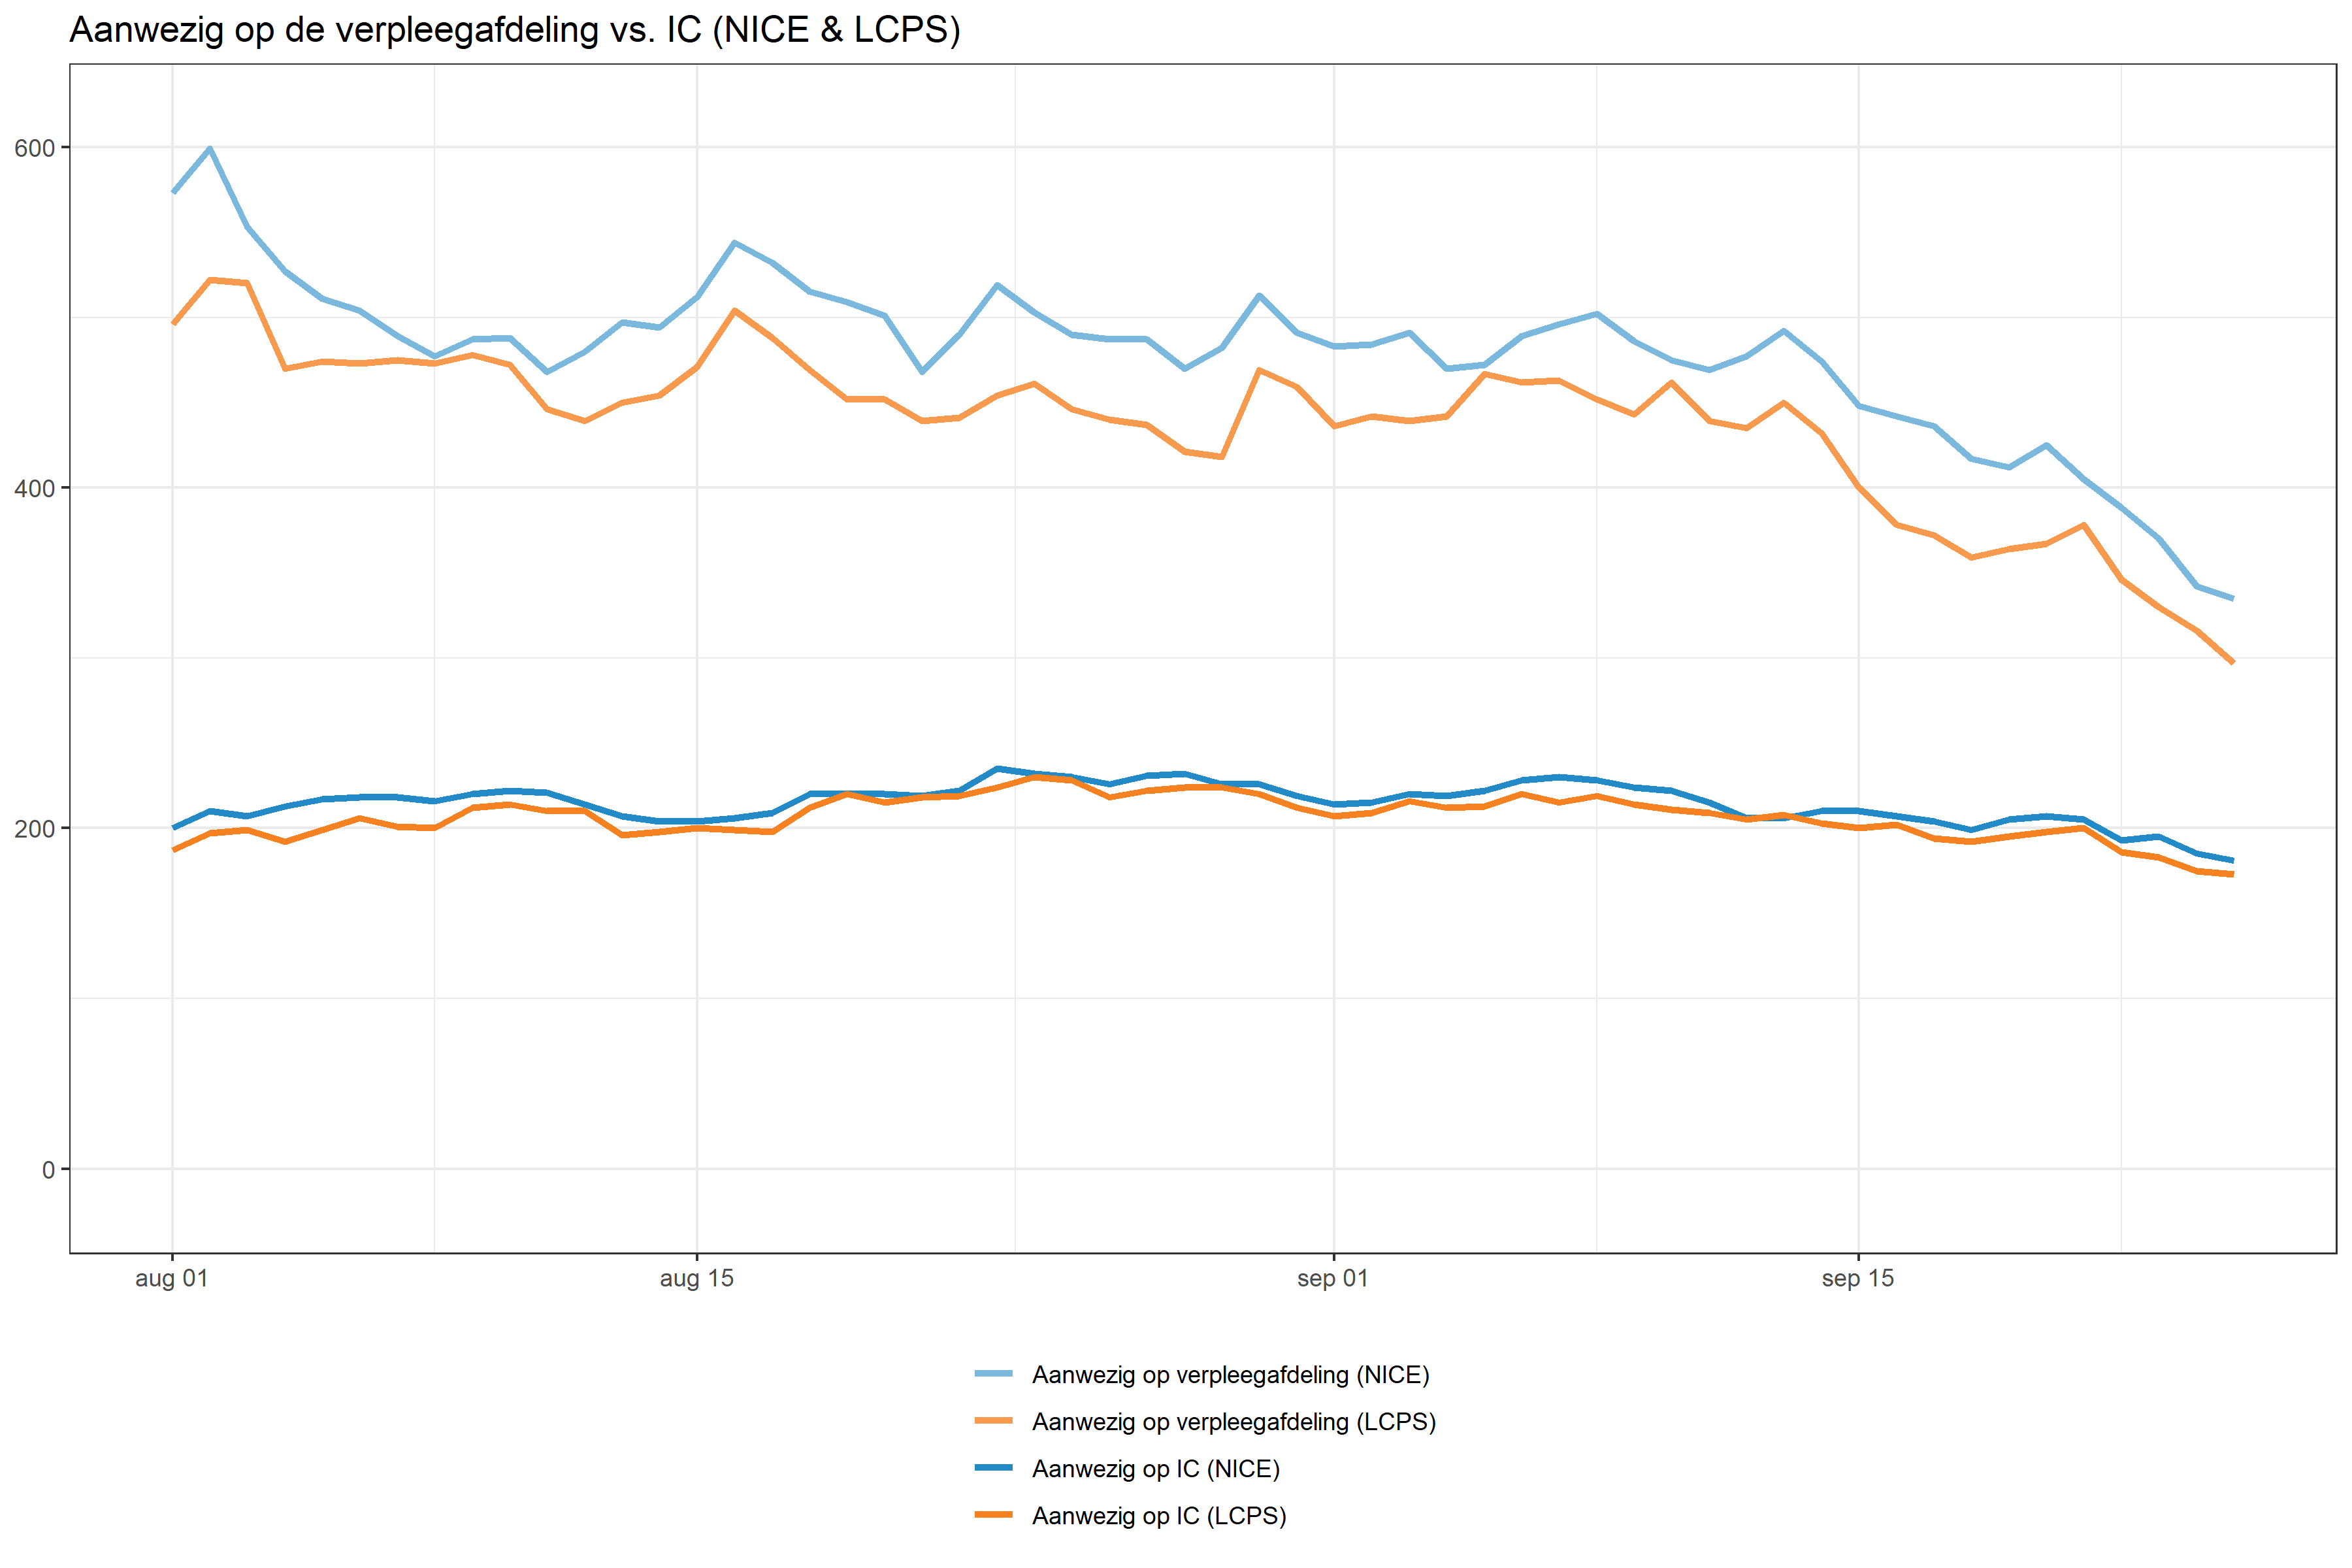 Aanwezig op de verpleegafdeling vs. IC (NICE & LCPS)
600
400
200
0
aug 01 aug 15 sep 01 sep 15
Aanwezig op verpleegafdeling (NICE)
Aanwezig op verpleegafdeling (LCPS)
Aanwezig op IC (NICE)
Aanwezig op IC (LCPS)